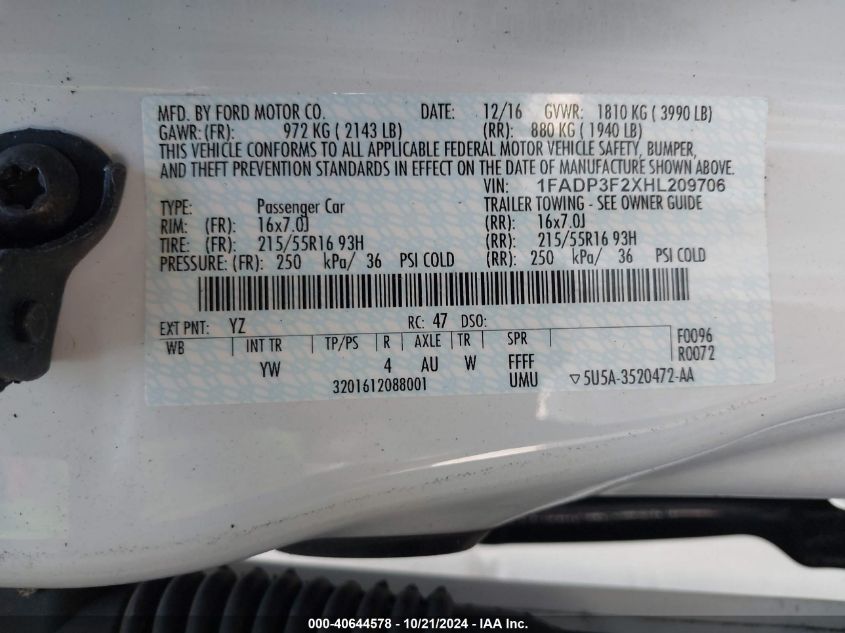 MFD. BY FORD MOTOR CO. DATE: 12/16 GVWR: 1810 KG ( 3990 LB)
GAWR: (FR): 972 KG ( 2143 LB) (RR): 880 KG ( 1940 LB)
THIS VEHICLE CONFORMS TO ALL APPLICABLE FEDERAL MOTOR VEHICLE SAFETY, BUMPER,
AND THEFT PREVENTION STANDARDS IN EFFECT ON THE DATE OF MANUFACTURE SHOWN ABOVE.
VIN: 1FADP3F2XHL209706
TYPE: Passenger Car TRAILER TOWING - SEE OWNER GUIDE
RIM: (FR): 16x7.0J (RR): 16x7.0J
TIRE: (FR): 215/55R16 93H (RR): 215/55R16 93H
PRESSURE: (FR): 250 kPa/ 36 PSI COLD (RR): 250 kPa/ 36 PSI COLD
EXT PNT: YZ RC: 47 DSO:
WB INT TR TP/PS R AXLE TR SPR F0096
YW 4 AU W FFFF R0072
3201612088001 UMU ▽5U5A-3520472-AA
000-40644578 - 10/21/2024 - IAA Inc.